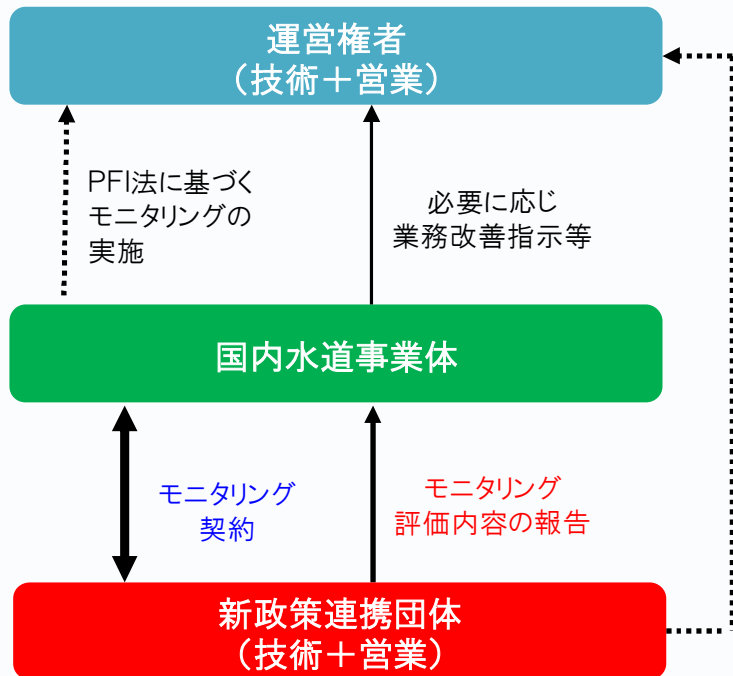 運営権者
（技術＋営業）
PFI法に基づく
モニタリングの
実施
必要に応じ
業務改善指示等
国内水道事業体
モニタリング
契約
モニタリング
評価内容の報告
新政策連携団体
（技術＋営業）